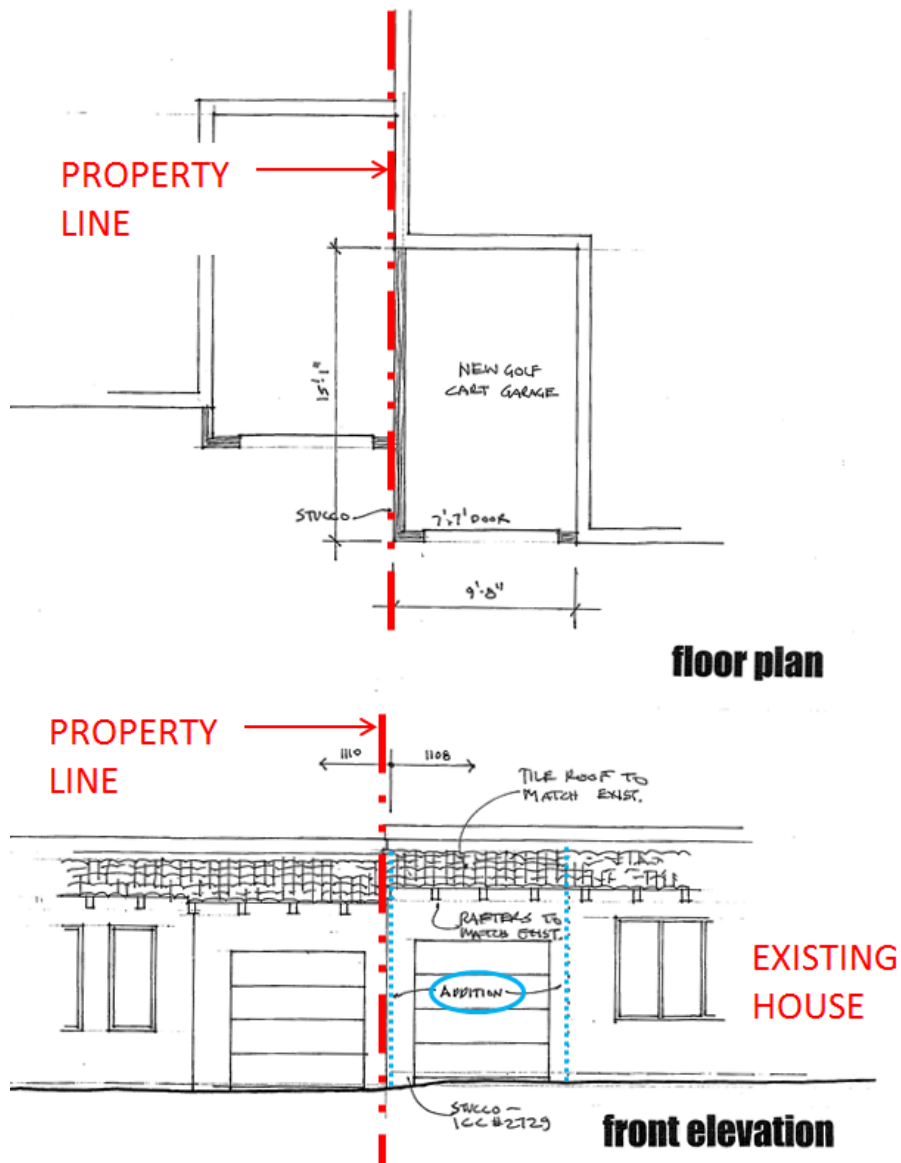 PROPERTY
LINE
15'-1"
NEW GOLF
CART GARAGE
STUCCO
7'x7' DOOR
9'-8"
floor plan
PROPERTY
LINE
1110
1108
TILE ROOF TO
MATCH EXIST.
RAFTERS TO
MATCH EXIST.
ADDITION
EXISTING
HOUSE
STUCCO -
ICC #2729
front elevation